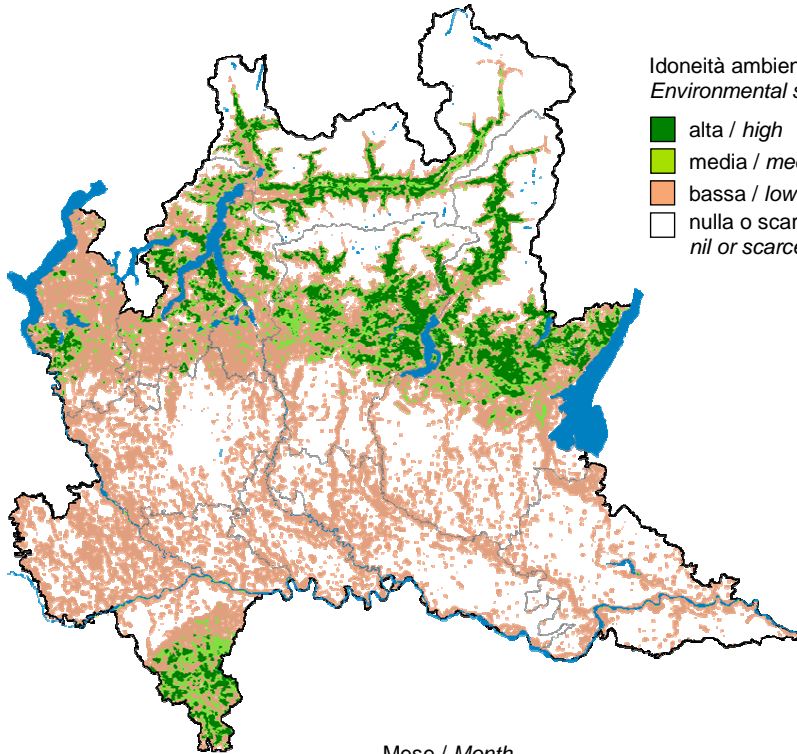 Idoneità ambien
Environmental s
alta / high
media / me
bassa / low
nulla o scar
nil or scarce
Mese / Month